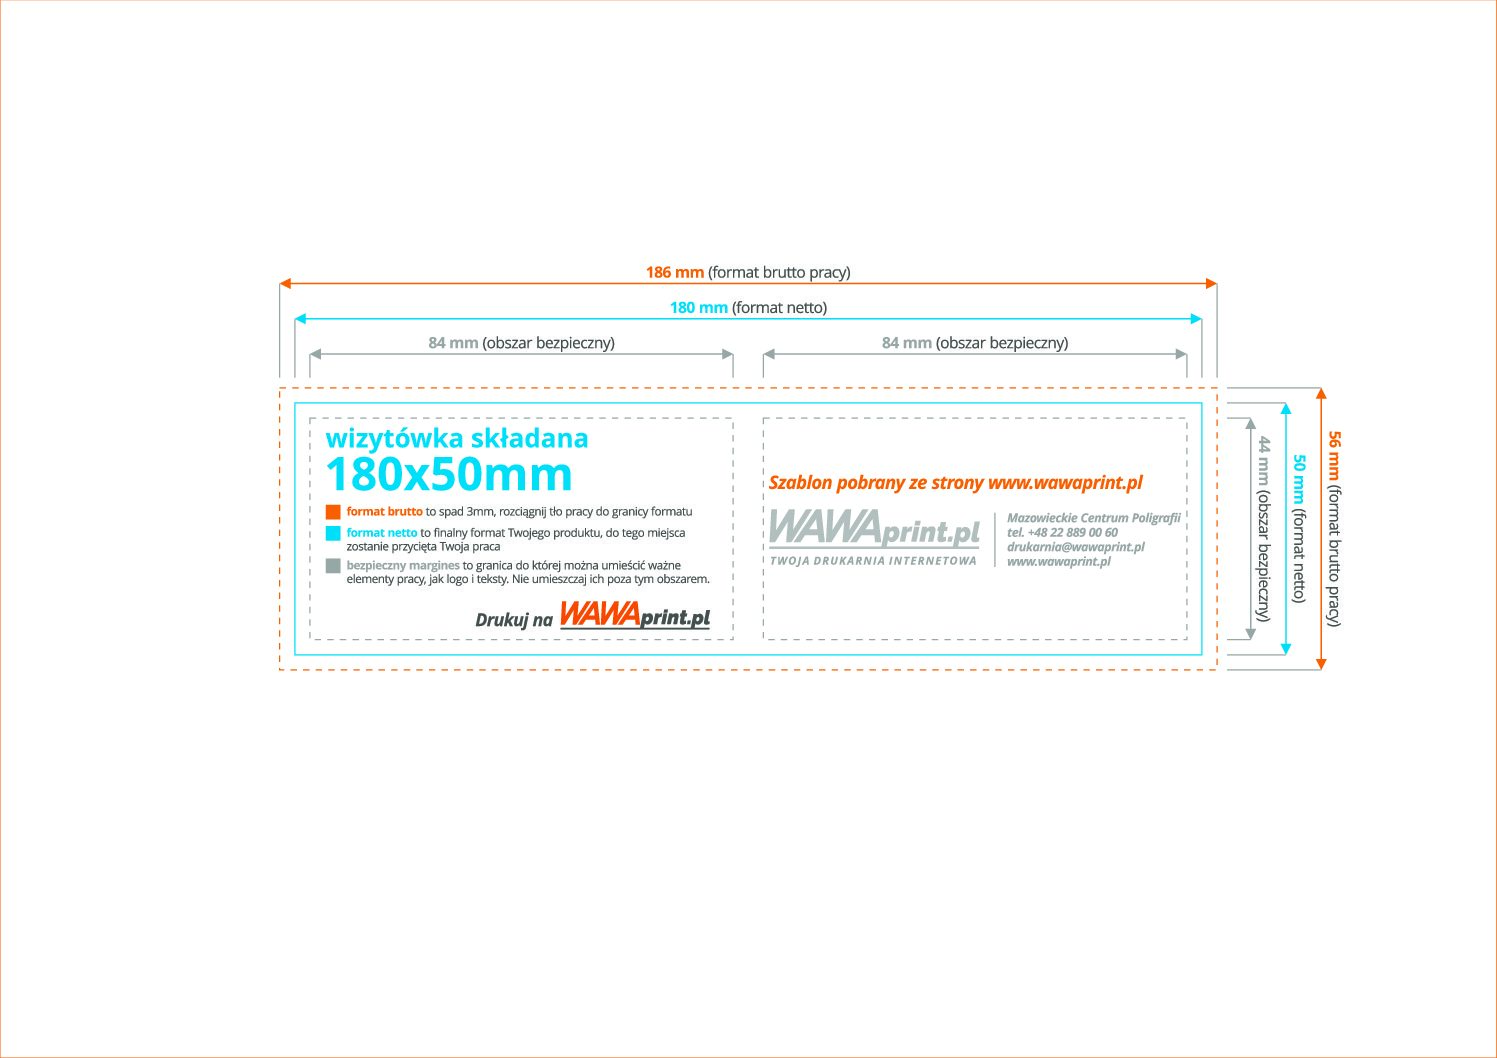 186 mm (format brutto pracy)
180 mm (format netto)
84 mm (obszar bezpieczny)
84 mm (obszar bezpieczny)
wizytówka składana
180x50mm
format brutto to spad 3mm, rozciągnij tło pracy do granicy formatu
format netto to finalny format Twojego produktu, do tego miejsca
zostanie przycięta Twoja praca
bezpieczny margines to granica do której można umieścić ważne
elementy pracy, jak logo i teksty. Nie umieszczaj ich poza tym obszarem.
Drukuj na WAWAprint.pl
Szablon pobrany ze strony www.wawaprint.pl
WAWAprint.pl
TWOJA DRUKARNIA INTERNETOWA
Mazowieckie Centrum Poligrafii
tel. +48 22 889 00 60
drukarnia@wawaprint.pl
www.wawaprint.pl
44 mm (obszar bezpieczny)
50 mm (format netto)
56 mm (format brutto pracy)